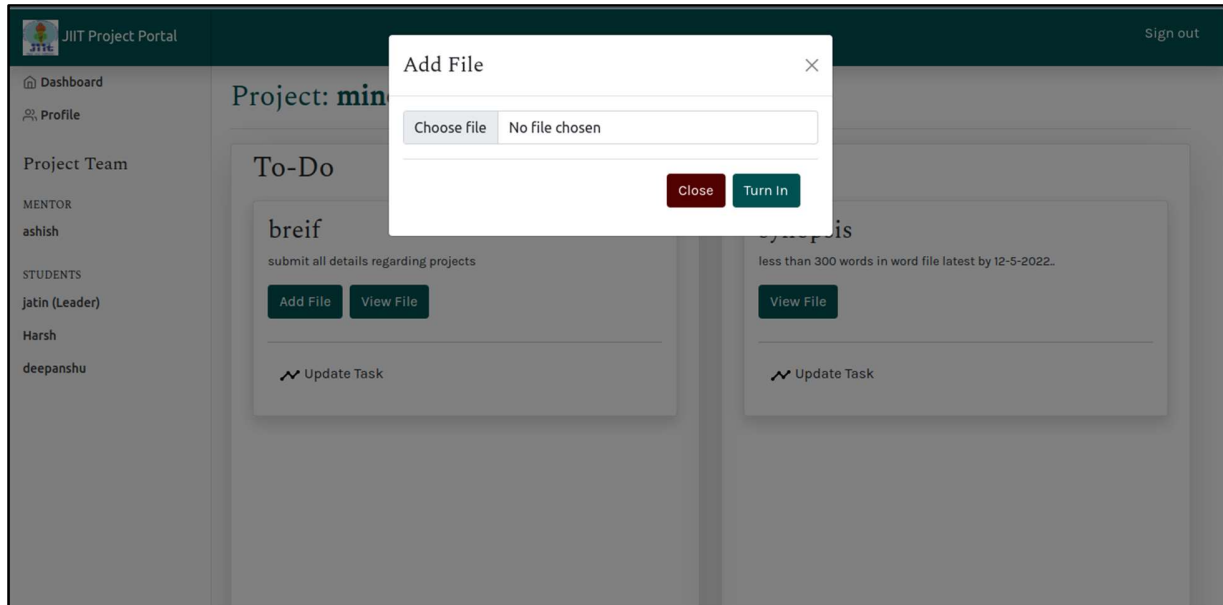 JIIT Project Portal
Sign out
Add File
Dashboard
Profile
Project:
Choose file No file chosen
Project Team
To-Do
Close Turn In
MENTOR
ashish
breif
submit all details regarding projects
less than 300 words in word file latest by 12-5-2022..
STUDENTS
jatin (Leader)
Add File View File
View File
Harsh
deepanshu
Update Task
Update Task